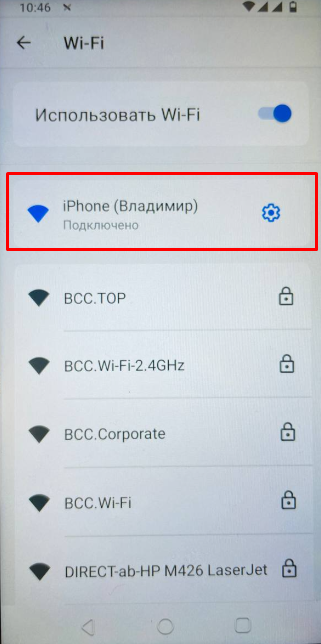 10:46
Wi-Fi
Использовать Wi-Fi
iPhone (Владимир)
Подключено
BCC.TOP
BCC.Wi-Fi-2.4GHz
BCC.Corporate
BCC.Wi-Fi
DIRECT-ab-HP M426 LaserJet